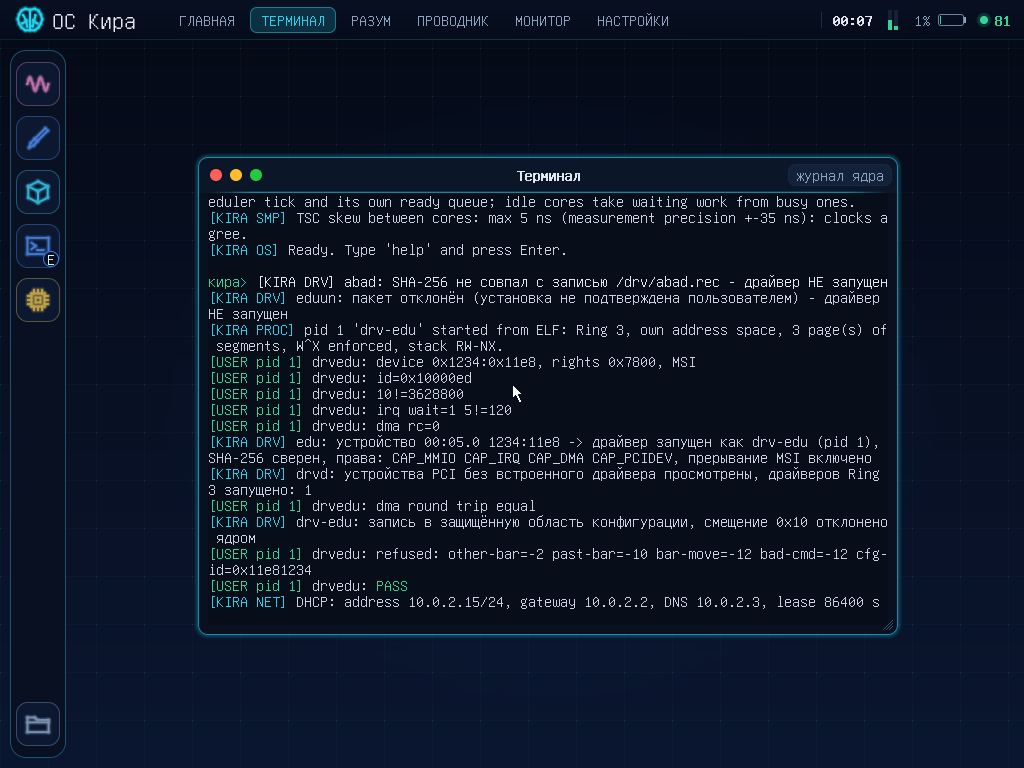 ОС Кира
ГЛАВНАЯ ТЕРМИНАЛ РАЗУМ ПРОВОДНИК МОНИТОР НАСТРОЙКИ
00:07 1% 81
E
Терминал
журнал ядра
eduler tick and its own ready queue; idle cores take waiting work from busy ones.
[KIRA SMP] TSC skew between cores: max 5 ns (measurement precision +-35 ns): clocks a
gree.
[KIRA OS] Ready. Type 'help' and press Enter.
кира> [KIRA DRV] abad: SHA-256 не совпал с записью /drv/abad.rec - драйвер НЕ запущен
[KIRA DRV] eduun: пакет отклонён (установка не подтверждена пользователем) - драйвер
НЕ запущен
[KIRA PROC] pid 1 'drv-edu' started from ELF: Ring 3, own address space, 3 page(s) of
segments, W^X enforced, stack RW-NX.
[USER pid 1] drvedu: device 0x1234:0x11e8, rights 0x7800, MSI
[USER pid 1] drvedu: id=0x10000ed
[USER pid 1] drvedu: 10!=3628800
[USER pid 1] drvedu: irq wait=1 5!=120
[USER pid 1] drvedu: dma rc=0
[KIRA DRV] edu: устройство 00:05.0 1234:11e8 -> драйвер запущен как drv-edu (pid 1),
SHA-256 сверен, права: CAP_MMIO CAP_IRQ CAP_DMA CAP_PCIDEV, прерывание MSI включено
[KIRA DRV] drvd: устройства PCI без встроенного драйвера просмотрены, драйверов Ring
3 запущено: 1
[USER pid 1] drvedu: dma round trip equal
[KIRA DRV] drv-edu: запись в защищённую область конфигурации, смещение 0x10 отклонено
ядром
[USER pid 1] drvedu: refused: other-bar=-2 past-bar=-10 bar-move=-12 bad-cmd=-12 cfg-
id=0x11e81234
[USER pid 1] drvedu: PASS
[KIRA NET] DHCP: address 10.0.2.15/24, gateway 10.0.2.2, DNS 10.0.2.3, lease 86400 s